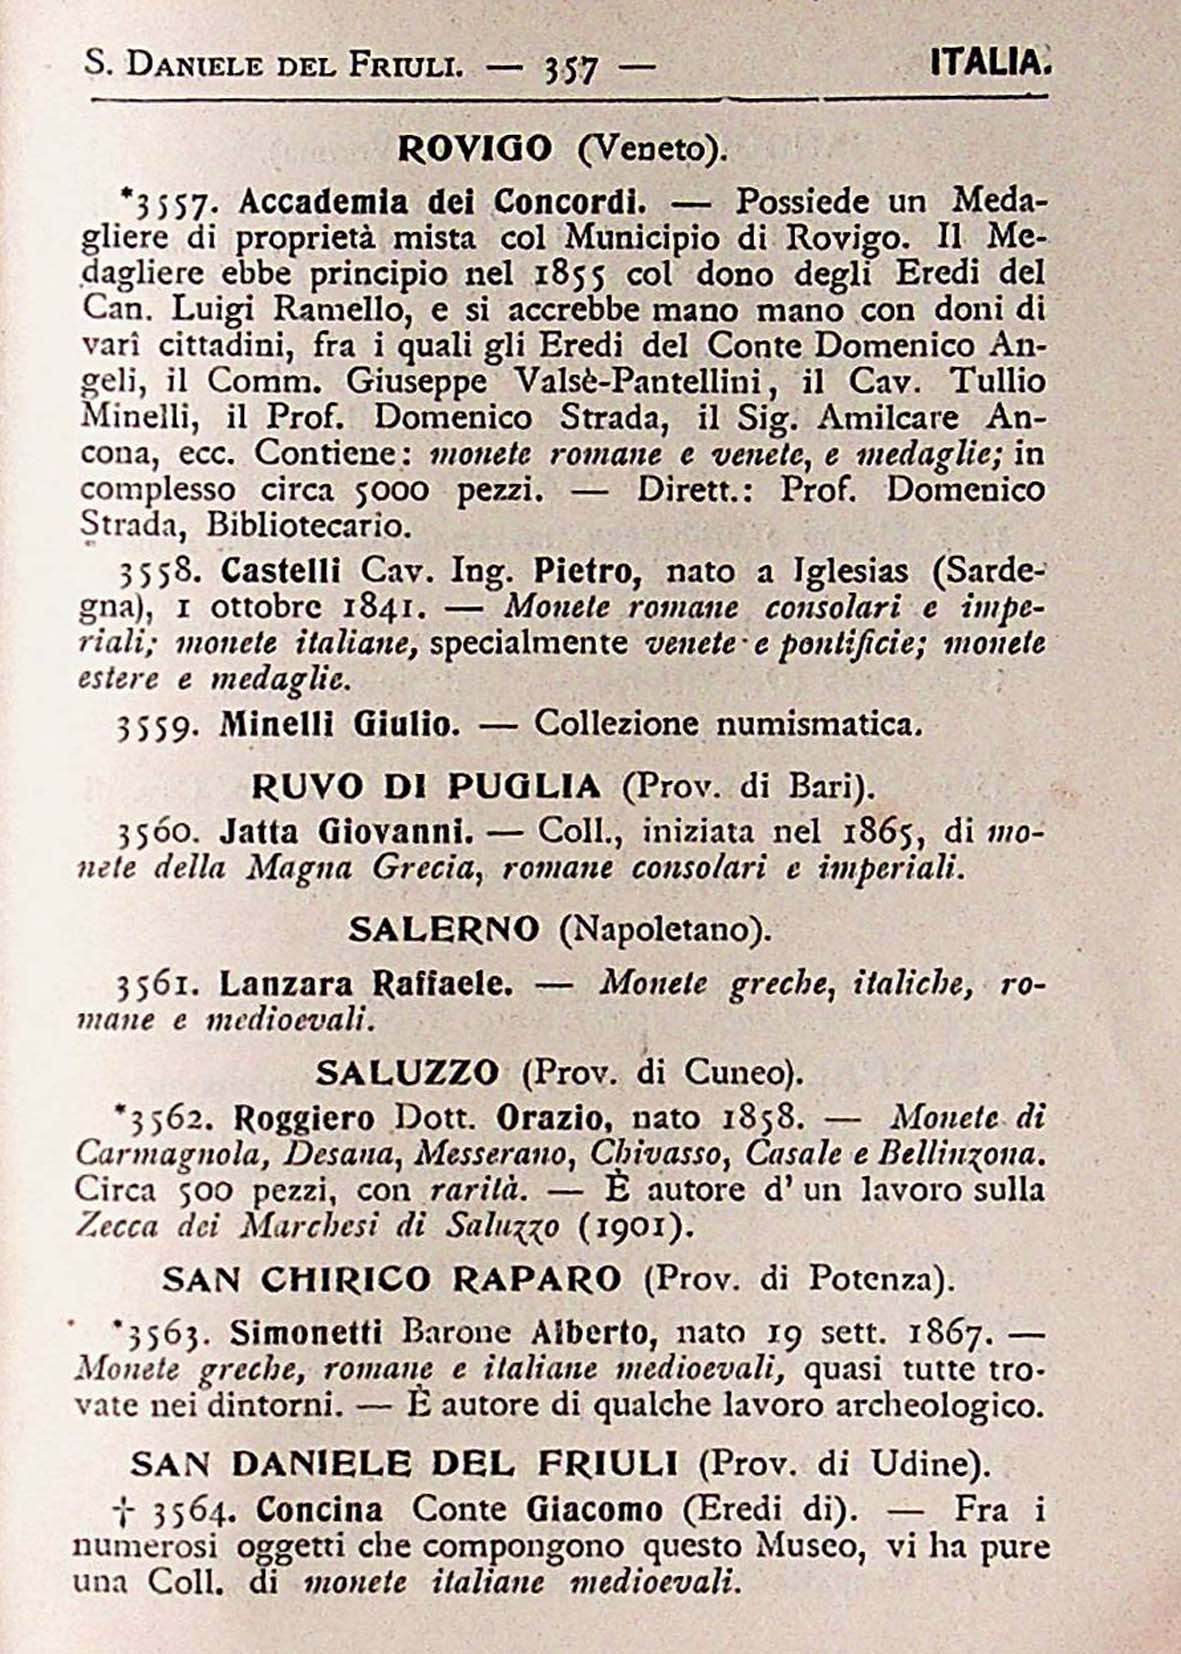 S. DANIELE DEL FRIULI. — 357 — ITALIA.
ROVIGO (Veneto).
*3557. Accademia dei Concordi. — Possiede un Meda-
gliere di proprietà mista col Municipio di Rovigo. Il Me-
dagliere ebbe principio nel 1855 col dono degli Eredi del
Can. Luigi Ramello, e si accrebbe mano mano con doni di
varî cittadini, fra i quali gli Eredi del Conte Domenico An-
geli, il Comm. Giuseppe Valsè-Pantellini, il Cav. Tullio
Minelli, il Prof. Domenico Strada, il Sig. Amilcare An-
cona, ecc. Contiene: monete romane e venete, e medaglie; in
complesso circa 5000 pezzi. — Dirett.: Prof. Domenico
Strada, Bibliotecario.
3558. Castelli Cav. Ing. Pietro, nato a Iglesias (Sarde-
gna), 1 ottobre 1841. — Monete romane consolari e impe-
riali; monete italiane, specialmente venete e pontificie; monete
estere e medaglie.
3559. Minelli Giulio. — Collezione numismatica.
RUVO DI PUGLIA (Prov. di Bari).
3560. Jatta Giovanni. — Coll., iniziata nel 1865, di mo-
nete della Magna Grecia, romane consolari e imperiali.
SALERNO (Napoletano).
3561. Lanzara Raffaele. — Monete greche, italiche, ro-
mane e medioevali.
SALUZZO (Prov. di Cuneo).
*3562. Roggiero Dott. Orazio, nato 1858. — Monete di
Carmagnola, Desana, Messerano, Chivasso, Casale e Bellinzona.
Circa 500 pezzi, con rarità. — È autore d' un lavoro sulla
Zecca dei Marchesi di Saluzzo (1901).
SAN CHIRICO RAPARO (Prov. di Potenza).
*3563. Simonetti Barone Alberto, nato 19 sett. 1867. —
Monete greche, romane e italiane medioevali, quasi tutte tro-
vate nei dintorni. — È autore di qualche lavoro archeologico.
SAN DANIELE DEL FRIULI (Prov. di Udine).
† 3564. Concina Conte Giacomo (Eredi di). — Fra i
numerosi oggetti che compongono questo Museo, vi ha pure
una Coll. di monete italiane medioevali.